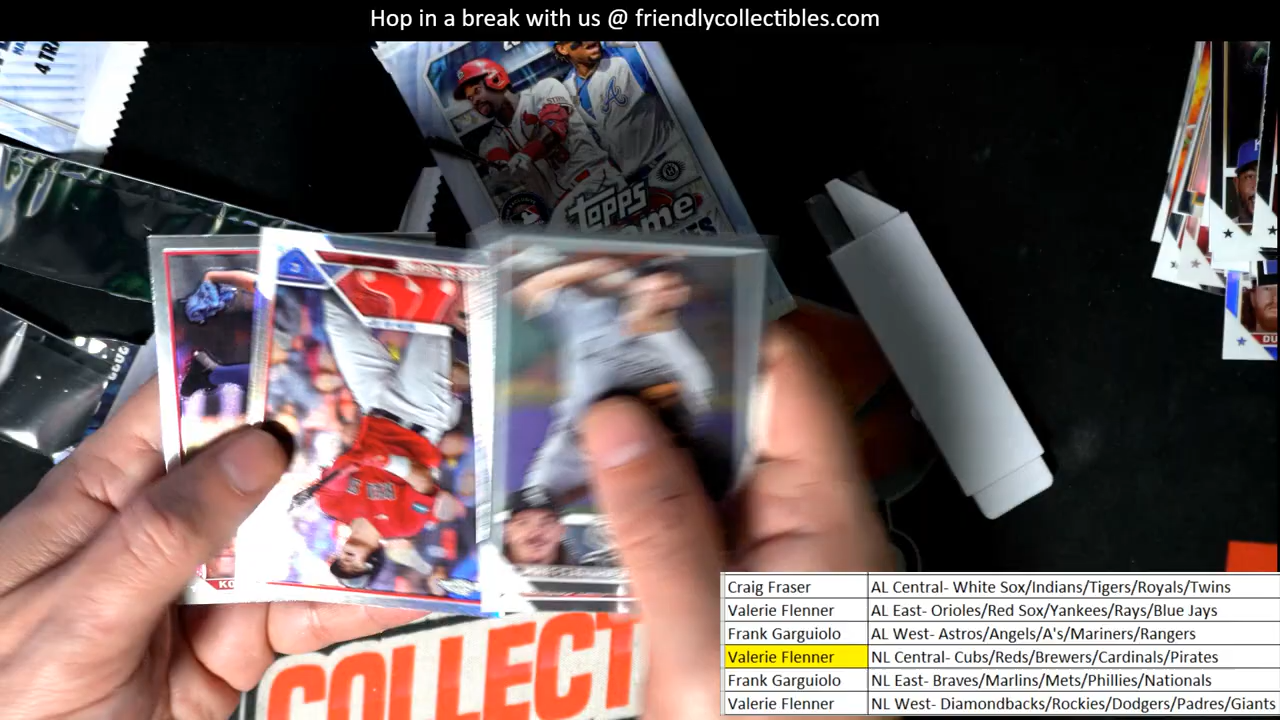 Hop in a break with us @ friendlycollectibles.com
4 TRA
Topps
COLLECT
Craig Fraser AL Central- White Sox/Indians/Tigers/Royals/Twins
Valerie Flenner AL East- Orioles/Red Sox/Yankees/Rays/Blue Jays
Frank Garguiolo AL West- Astros/Angels/A's/Mariners/Rangers
Valerie Flenner NL Central- Cubs/Reds/Brewers/Cardinals/Pirates
Frank Garguiolo NL East- Braves/Marlins/Mets/Phillies/Nationals
Valerie Flenner NL West- Diamondbacks/Rockies/Dodgers/Padres/Giants